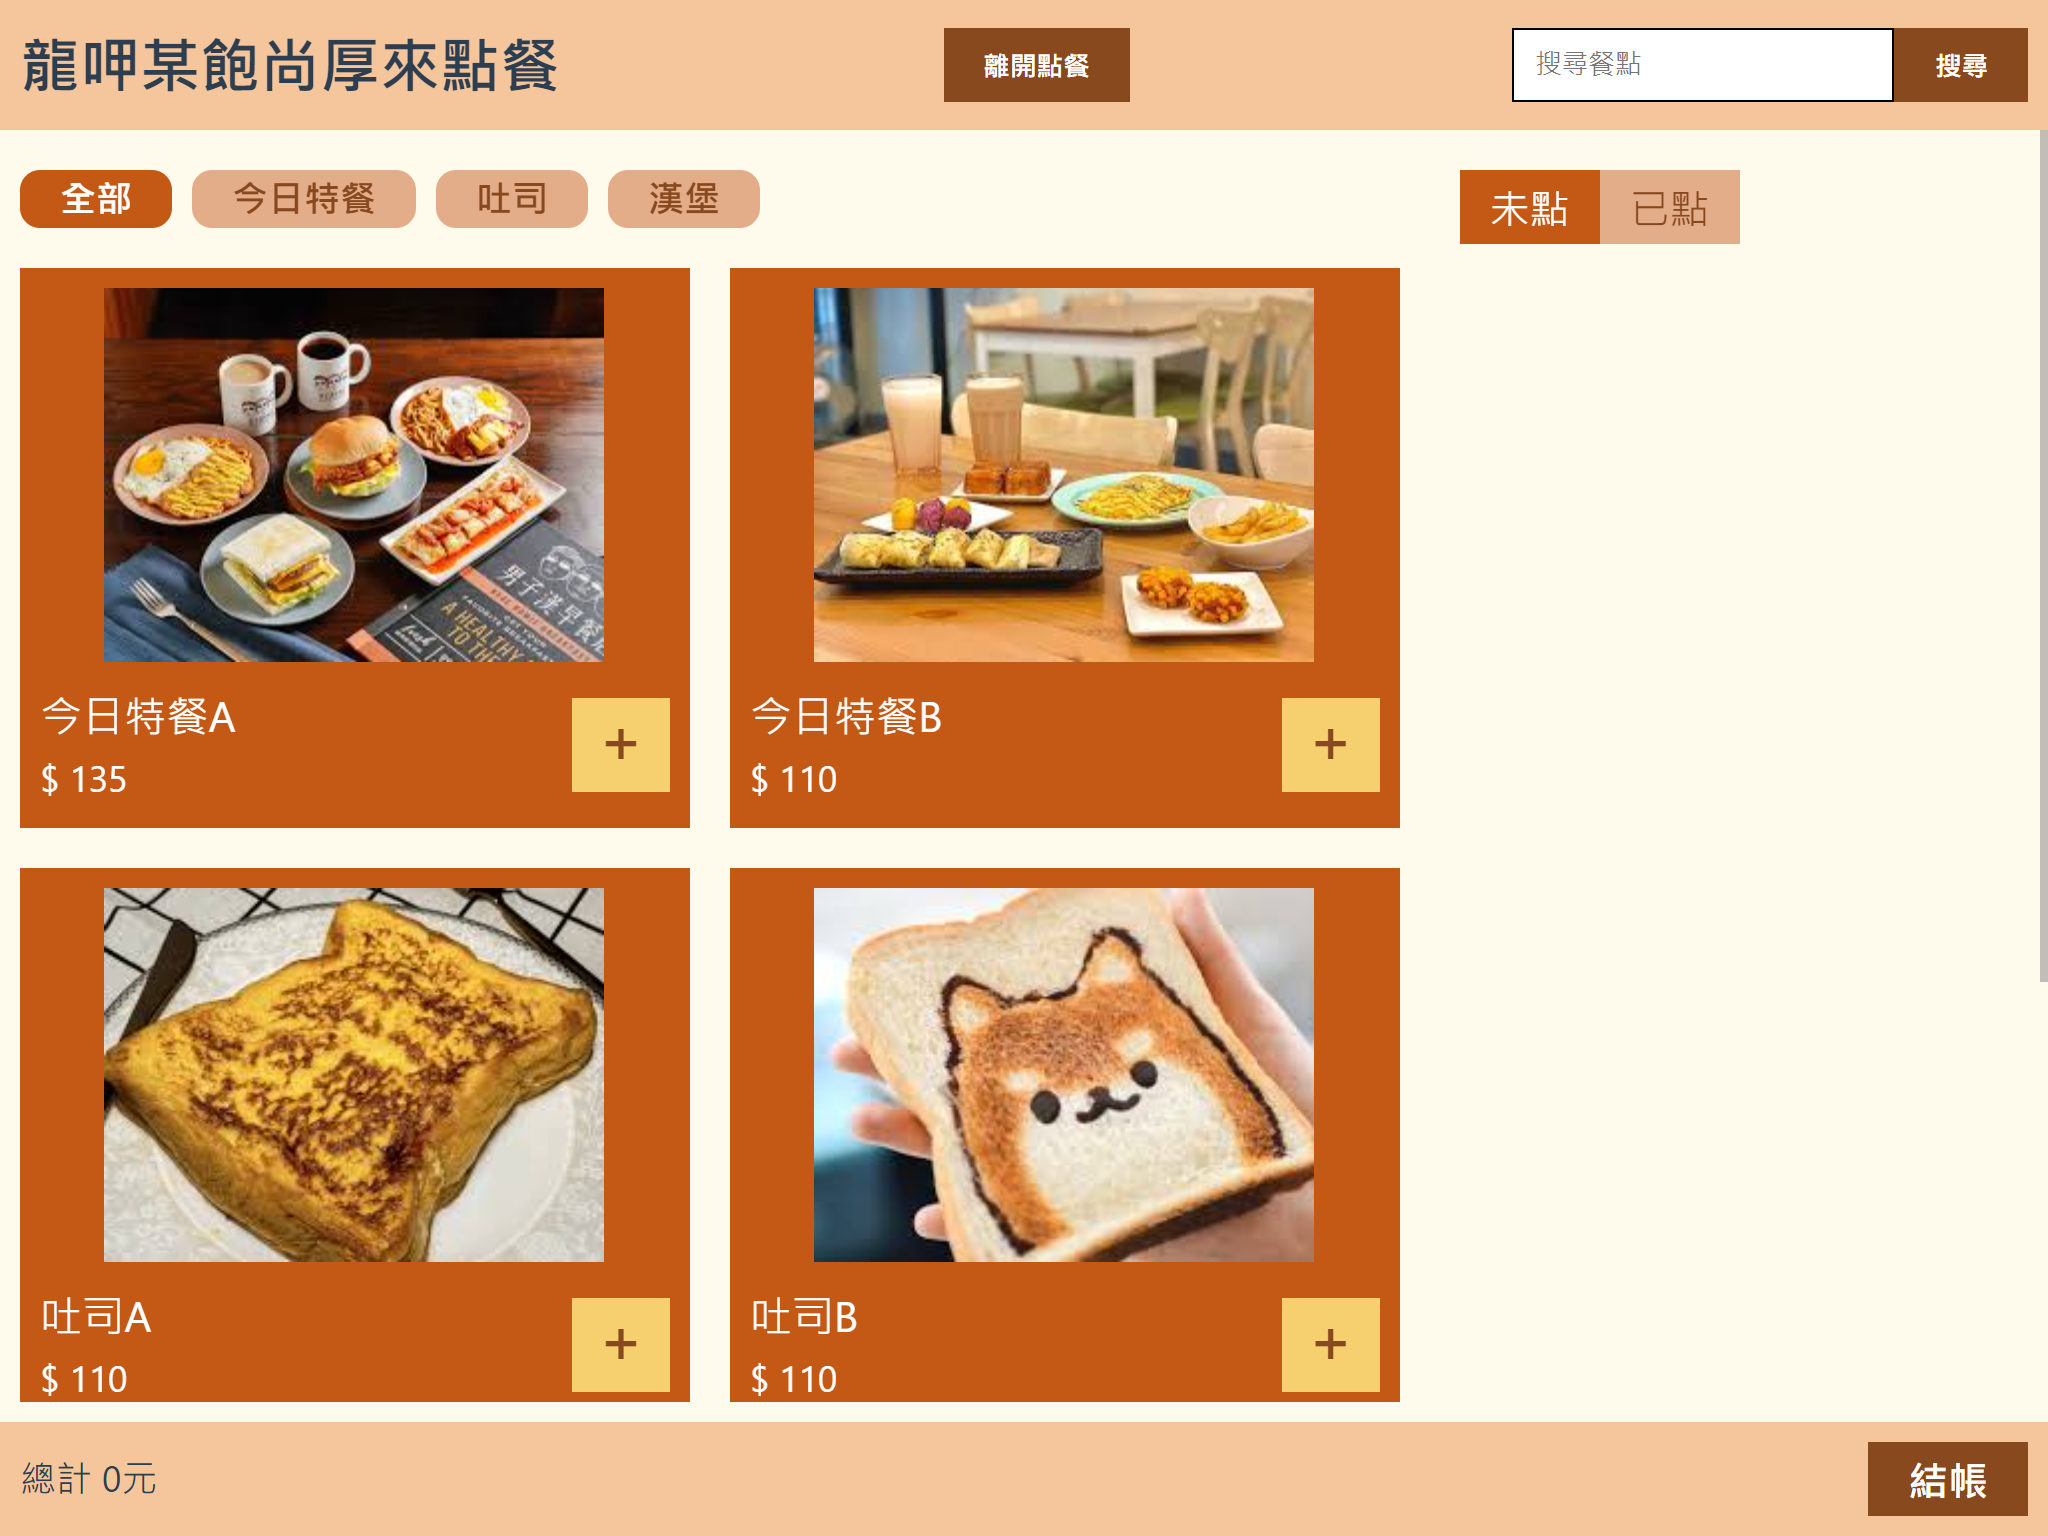 龍呷某飽尚厚來點餐
離開點餐
搜尋餐點
搜尋
全部
今日特餐
吐司
漢堡
未點
已點
男子漢早餐
A HEALTHY
TO THE
今日特餐A
$ 135
+
今日特餐B
$ 110
+
吐司A
$ 110
+
吐司B
$ 110
+
總計 0元
結帳